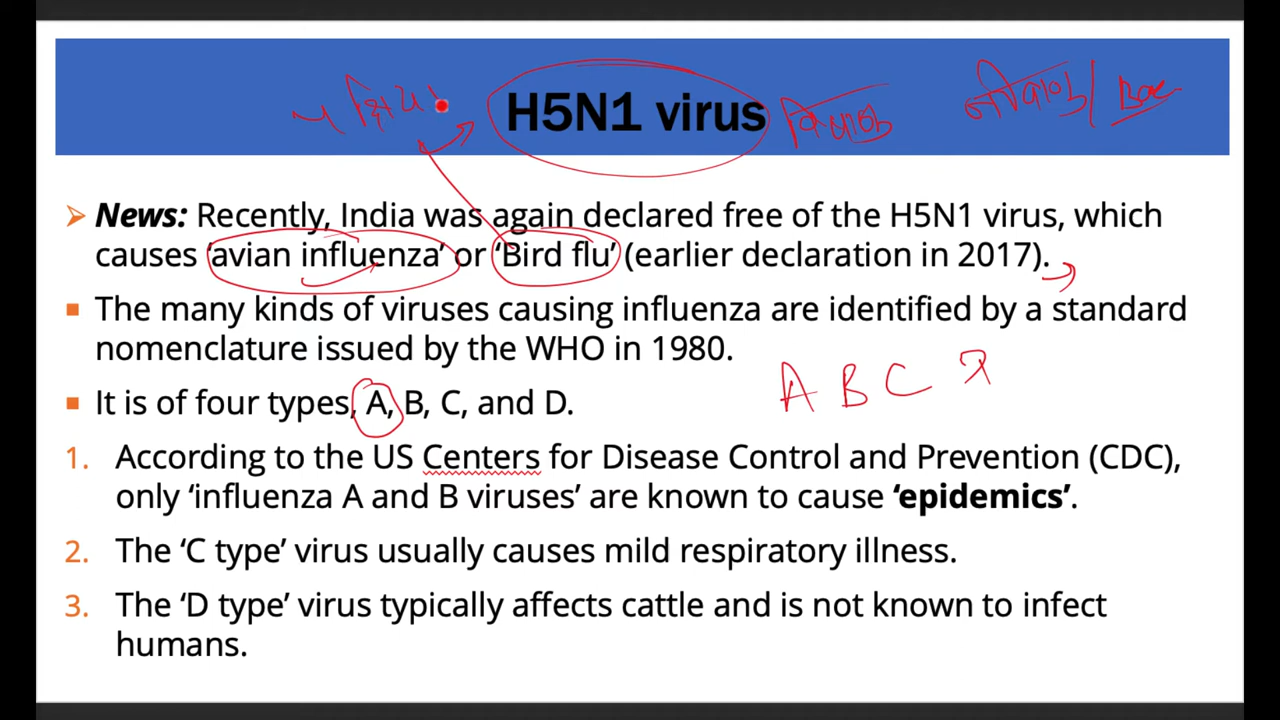 H5N1 virus विषाणु जीवाणु/ Bac
➢ News: Recently, India was again declared free of the H5N1 virus, which
causes ‘avian influenza’ or ‘Bird flu’ (earlier declaration in 2017).
▪ The many kinds of viruses causing influenza are identified by a standard
nomenclature issued by the WHO in 1980.
A B C
▪ It is of four types, A, B, C, and D.
1. According to the US Centers for Disease Control and Prevention (CDC),
only ‘influenza A and B viruses’ are known to cause ‘epidemics’.
2. The ‘C type’ virus usually causes mild respiratory illness.
3. The ‘D type’ virus typically affects cattle and is not known to infect
humans.